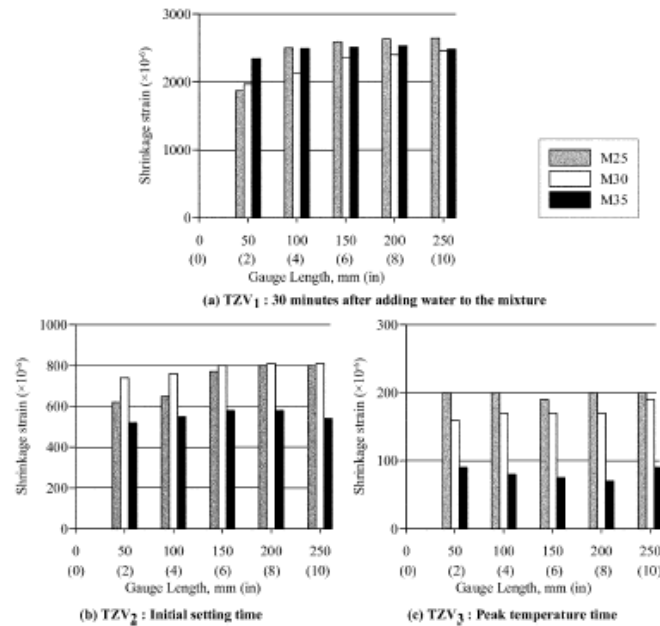 Shrinkage strain (×10⁻⁶)
3000
2000
1000
0
0 50 100 150 200 250
(0) (2) (4) (6) (8) (10)
Gauge Length, mm (in)
(a) TZV₁ : 30 minutes after adding water to the mixture
M25
M30
M35
Shrinkage strain (×10⁻⁶)
1000
800
600
400
200
0
0 50 100 150 200 250
(0) (2) (4) (6) (8) (10)
Gauge Length, mm (in)
(b) TZV₂ : Initial setting time
Shrinkage strain (×10⁻⁶)
300
200
100
0
0 50 100 150 200 250
(0) (2) (4) (6) (8) (10)
Gauge Length, mm (in)
(c) TZV₃ : Peak temperature time